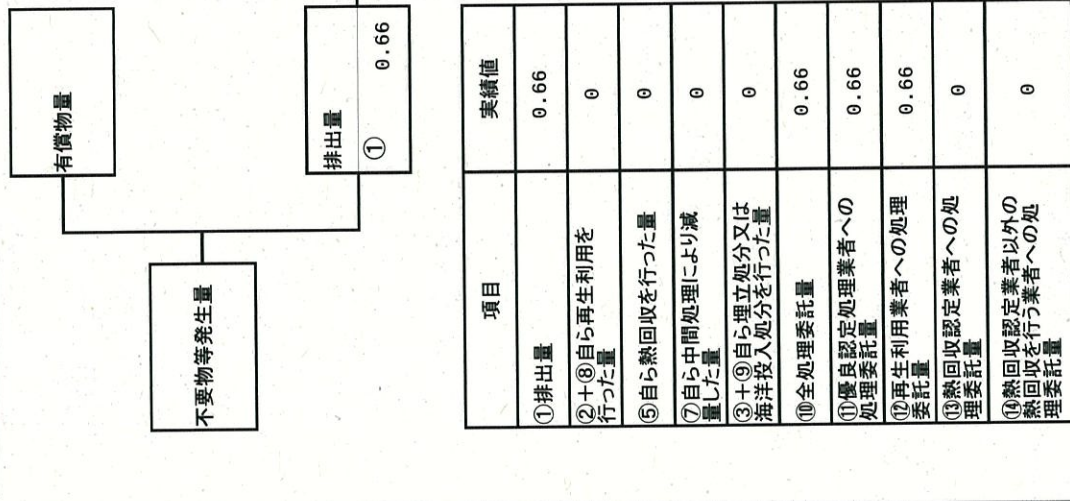 有償物量
不要物等発生量
排出量
① 0.66
項目 実績値
①排出量 0.66
②+⑧自ら再生利用を
行った量 0
⑤自ら熱回収を行った量 0
⑦自ら中間処理により減
量した量 0
③+⑨自ら埋立処分又は
海洋投入処分を行った量 0
⑩全処理委託量 0.66
⑪優良認定処理業者への
処理委託量 0.66
⑫再生利用業者への処理
委託量 0.66
⑬熱回収認定業者への処
理委託量 0
⑭熱回収認定業者以外の
熱回収を行う業者への処
理委託量 0